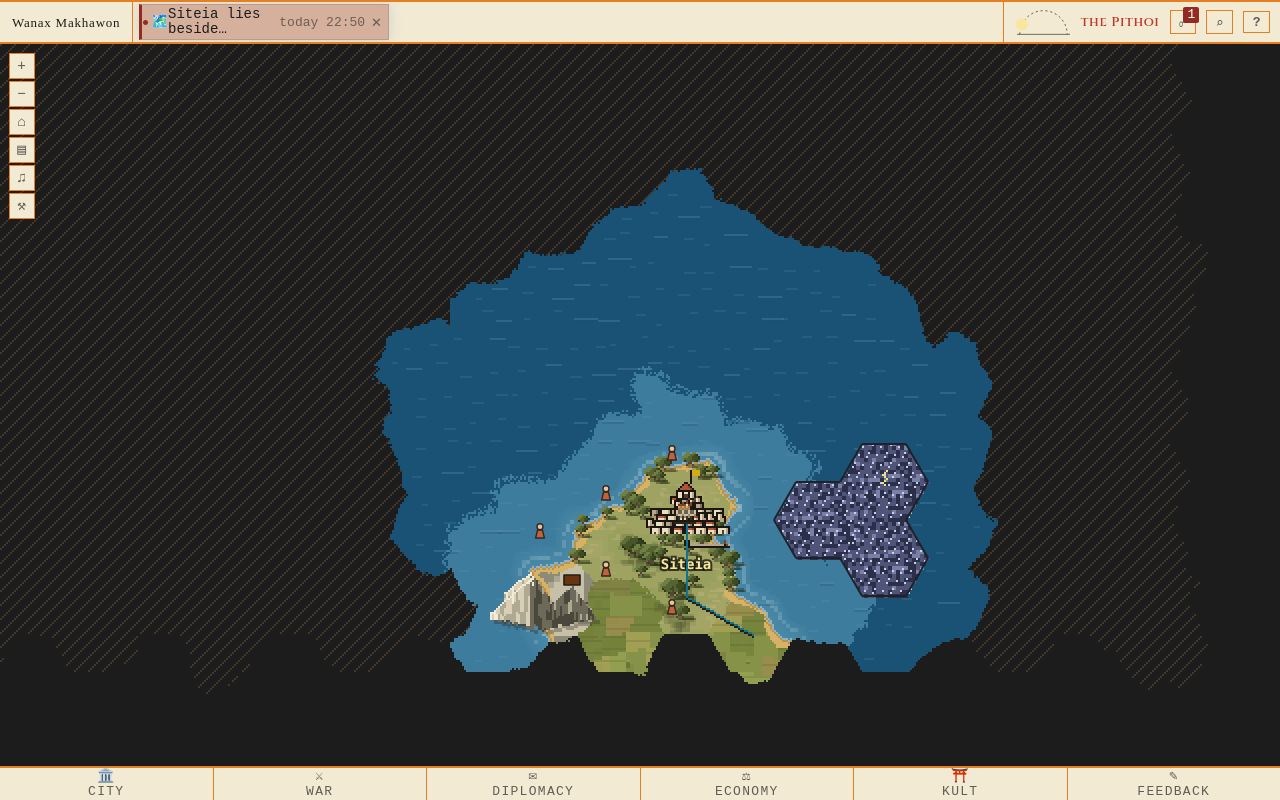 Wanax Makhawon
Siteia lies
beside…
today 22:50
THE PITHOI
1
?
Siteia
CITY
WAR
DIPLOMACY
ECONOMY
KULT
FEEDBACK